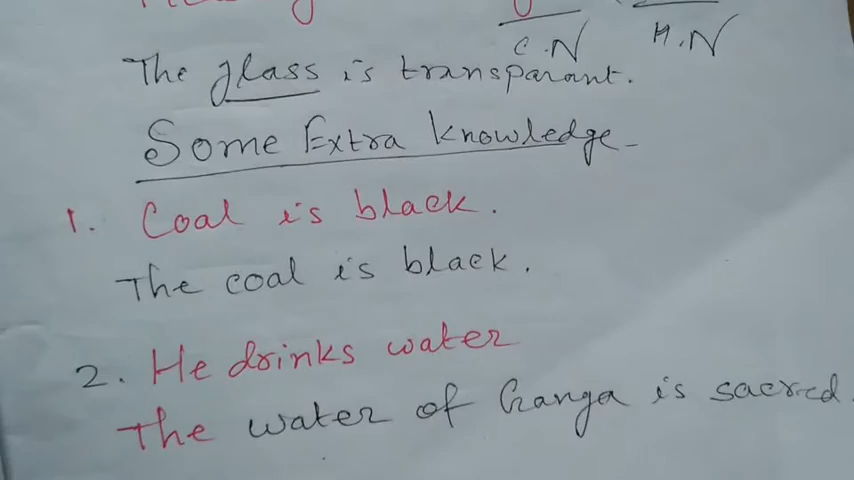 C.N M.N
The glass is transparant.
Some Extra knowledge-
1. Coal is black.
The coal is black.
2. He drinks water
The water of Ganga is sacred.